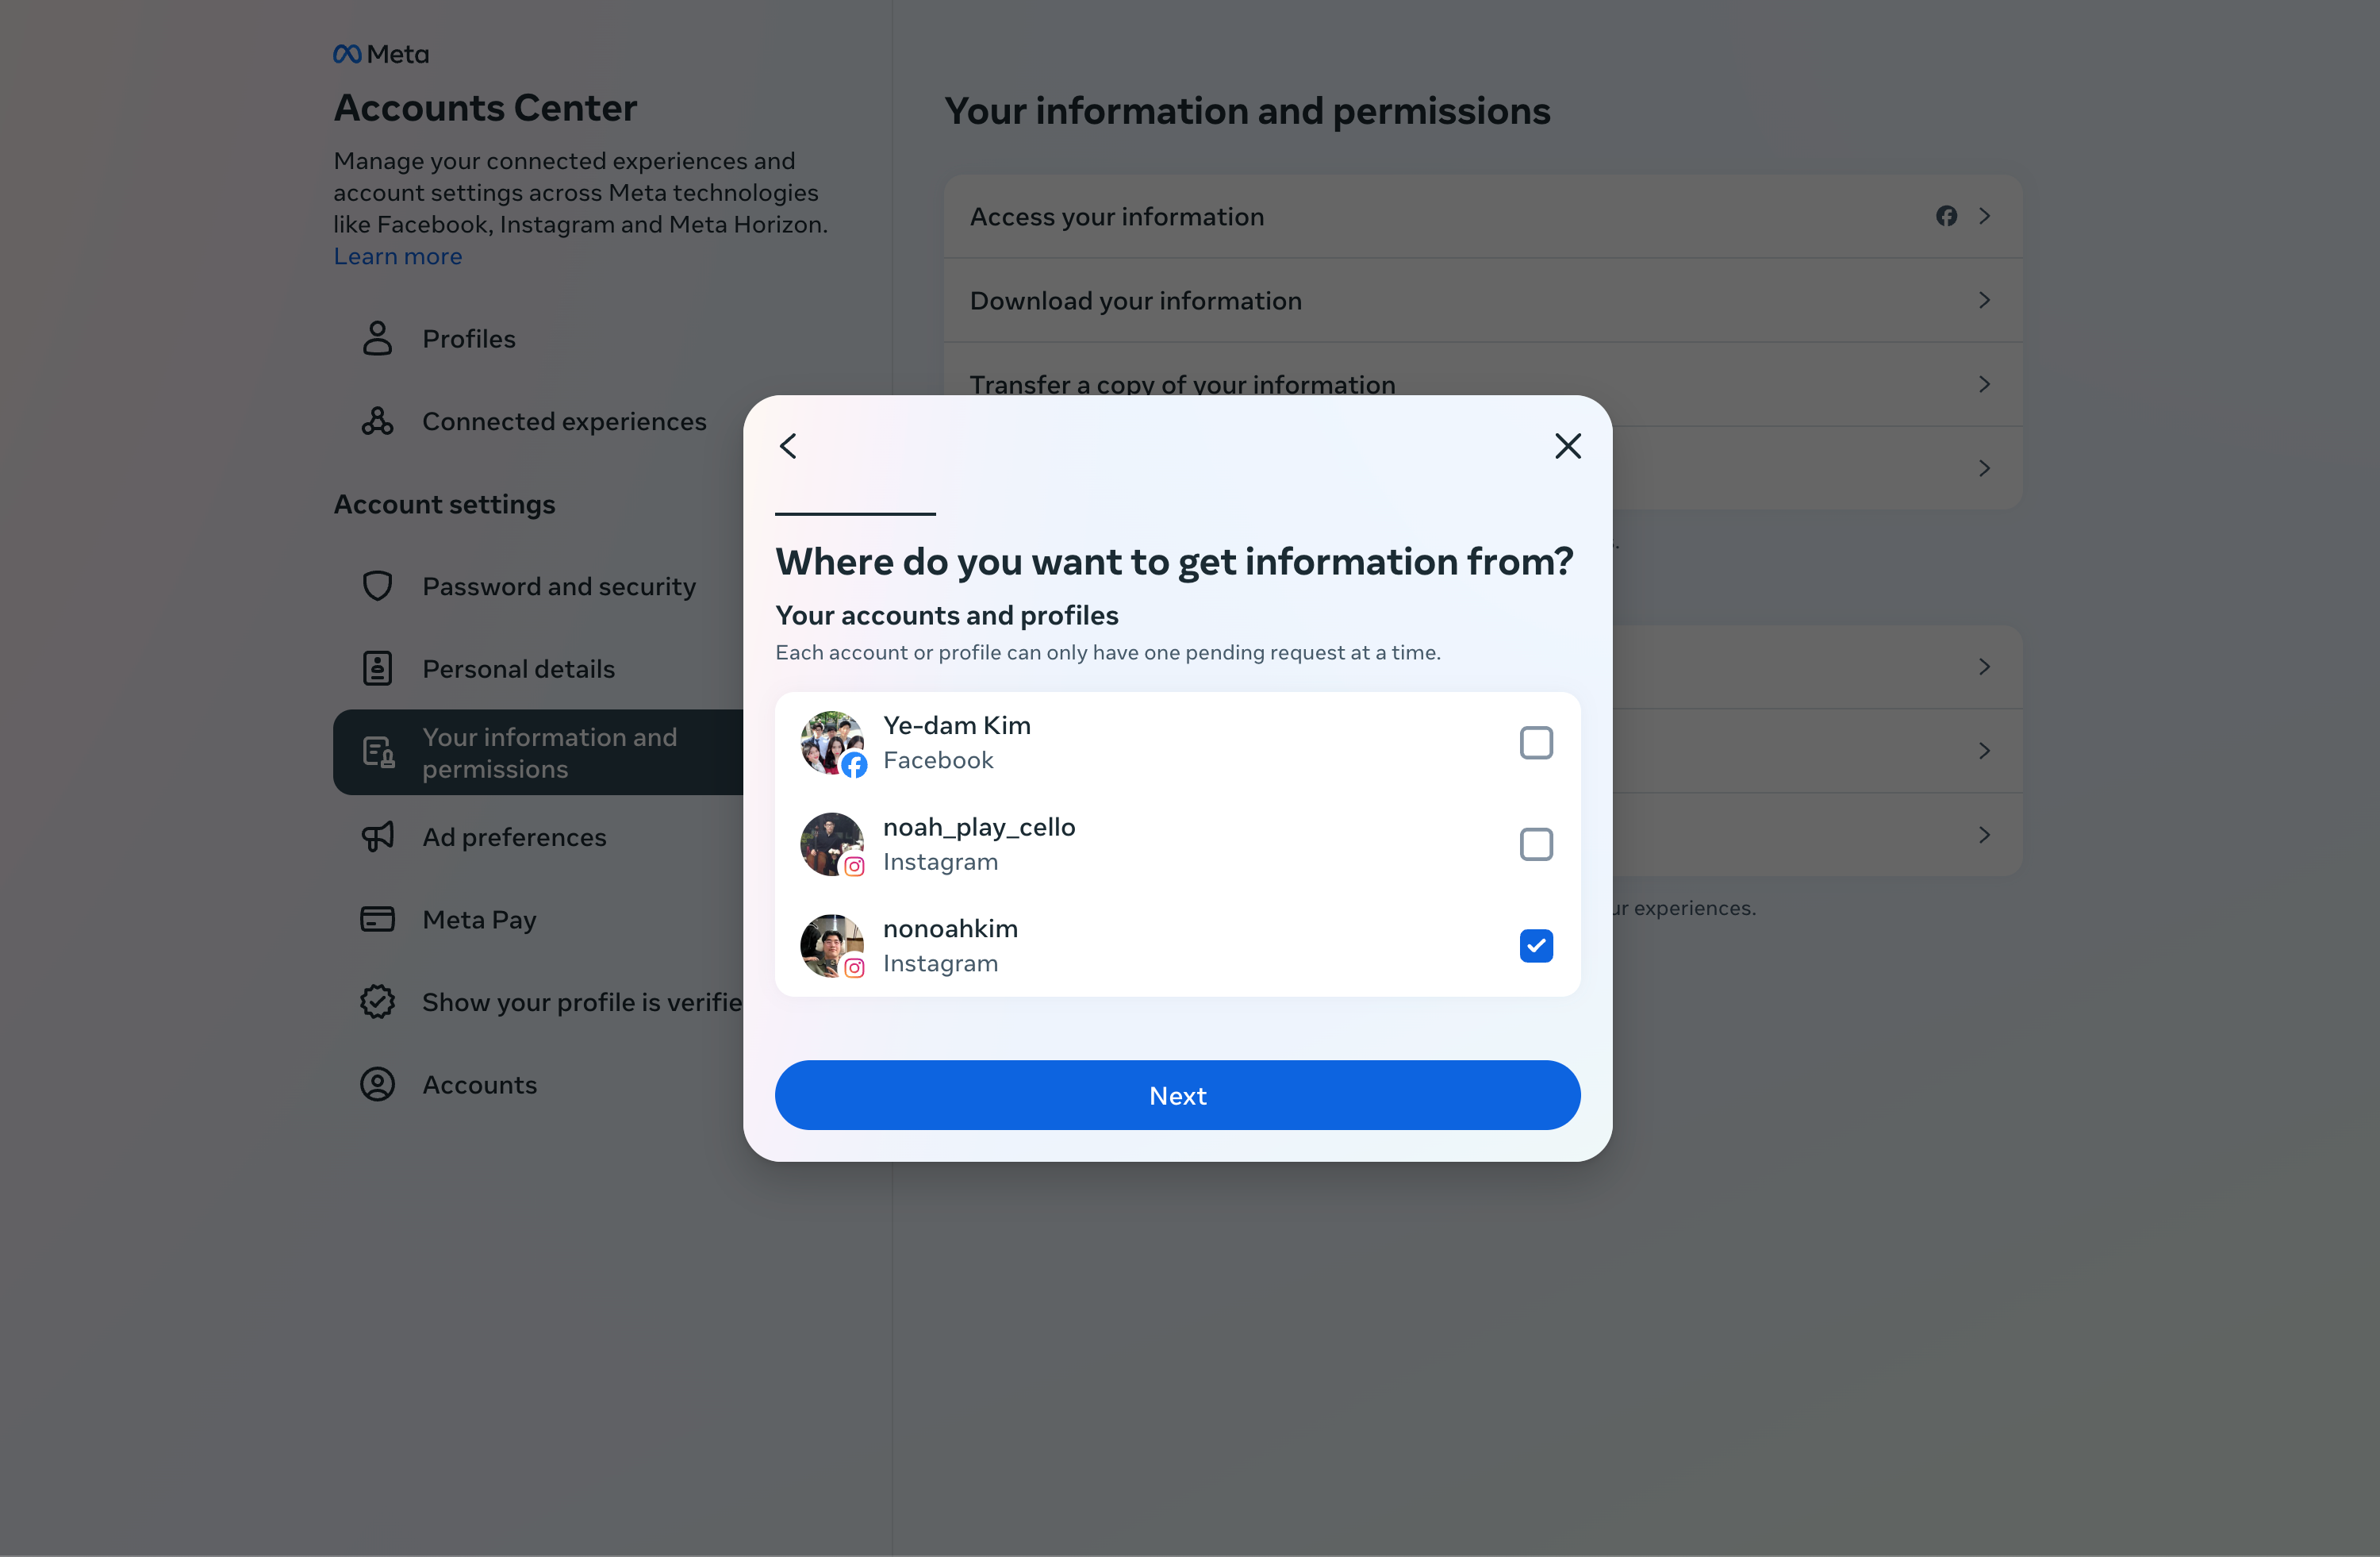 Meta
Accounts Center
Manage your connected experiences and
account settings across Meta technologies
like Facebook, Instagram and Meta Horizon.
Learn more
Profiles
Connected experiences
Account settings
Password and security
Personal details
Your information and
permissions
Ad preferences
Meta Pay
Show your profile is verifie
Accounts
Your information and permissions
Access your information
Download your information
Transfer a copy of your information
Where do you want to get information from?
Your accounts and profiles
Each account or profile can only have one pending request at a time.
Ye-dam Kim
Facebook
noah_play_cello
Instagram
nonoahkim
Instagram
Next
experiences.